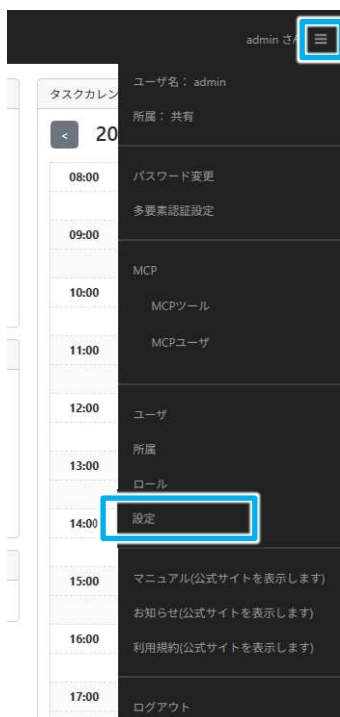 admin さん
ユーザ名： admin
所属： 共有
タスクカレン
< 20
08:00
パスワード変更
多要素認証設定
09:00
MCP
10:00
MCPツール
11:00
MCPユーザ
12:00
ユーザ
所属
13:00
ロール
14:00
設定
15:00
マニュアル(公式サイトを表示します)
お知らせ(公式サイトを表示します)
16:00
利用規約(公式サイトを表示します)
17:00
ログアウト